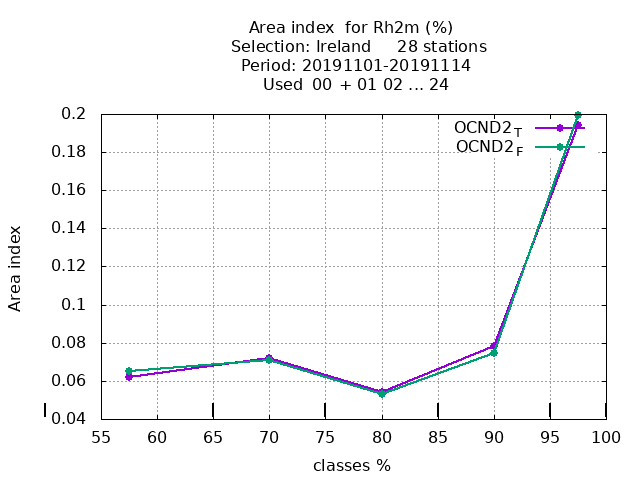 Area index  for Rh2m (%)
Selection: Ireland     28 stations
Period: 20191101-20191114
Used  00 + 01 02 ... 24
OCND2T
OCND2F
0.2
0.18
0.16
0.14
0.12
0.1
0.08
0.06
0.04
Area index
55 60 65 70 75 80 85 90 95 100
classes %